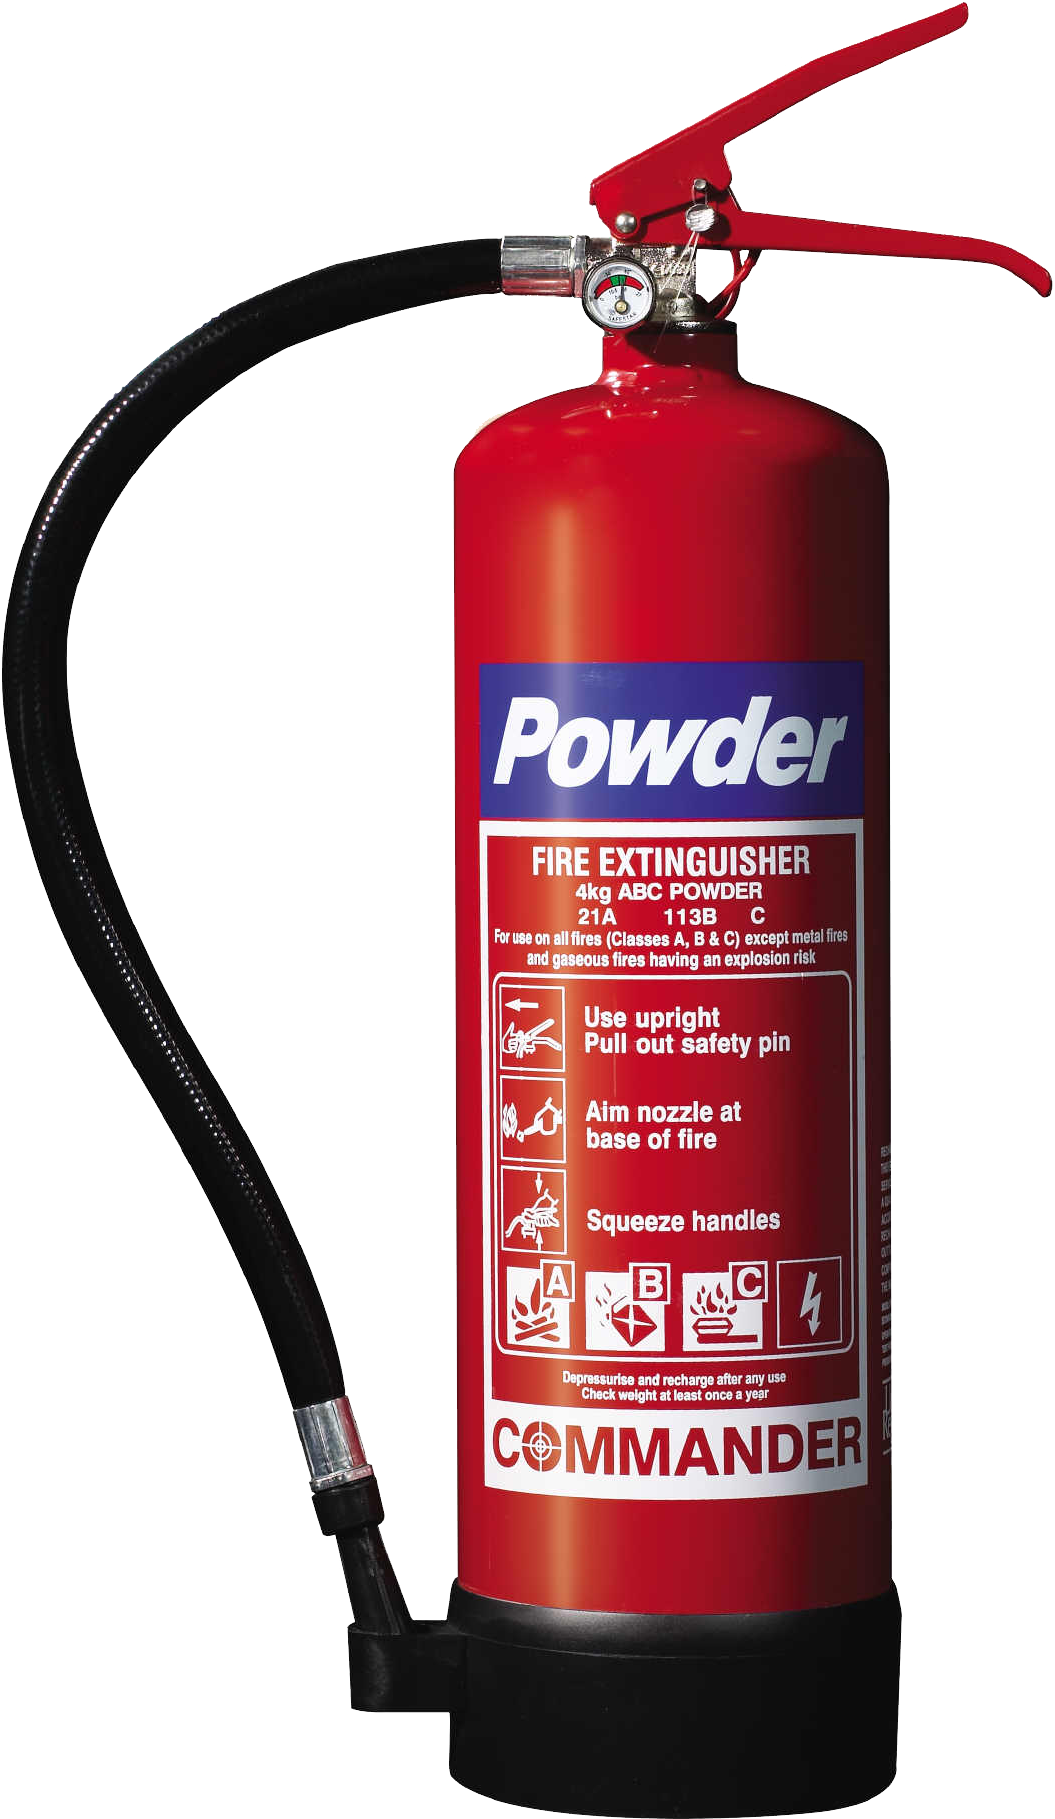 Powder
FIRE EXTINGUISHER
4kg ABC POWDER
21A 113B C
For use on all fires (Classes A, B & C) except metal fires
and gaseous fires having an explosion risk
Use upright
Pull out safety pin
Aim nozzle at
base of fire
Squeeze handles
A B C
Depressurise and recharge after any use
Check weight at least once a year
COMMANDER